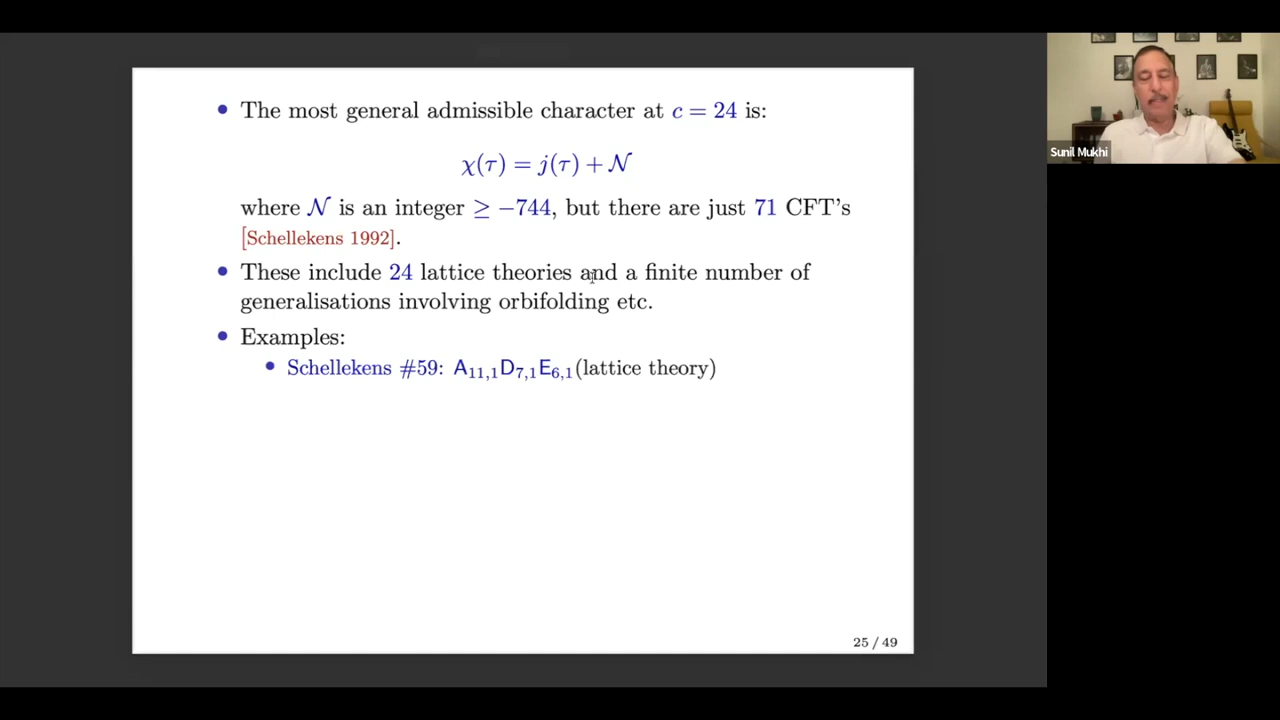 • The most general admissible character at c = 24 is:
χ(τ) = j(τ) + 𝒩
where 𝒩 is an integer ≥ −744, but there are just 71 CFT's
[Schellekens 1992].
• These include 24 lattice theories and a finite number of
generalisations involving orbifolding etc.
• Examples:
• Schellekens #59: A₁₁,₁D₇,₁E₆,₁(lattice theory)
25 / 49
Sunil Mukhi